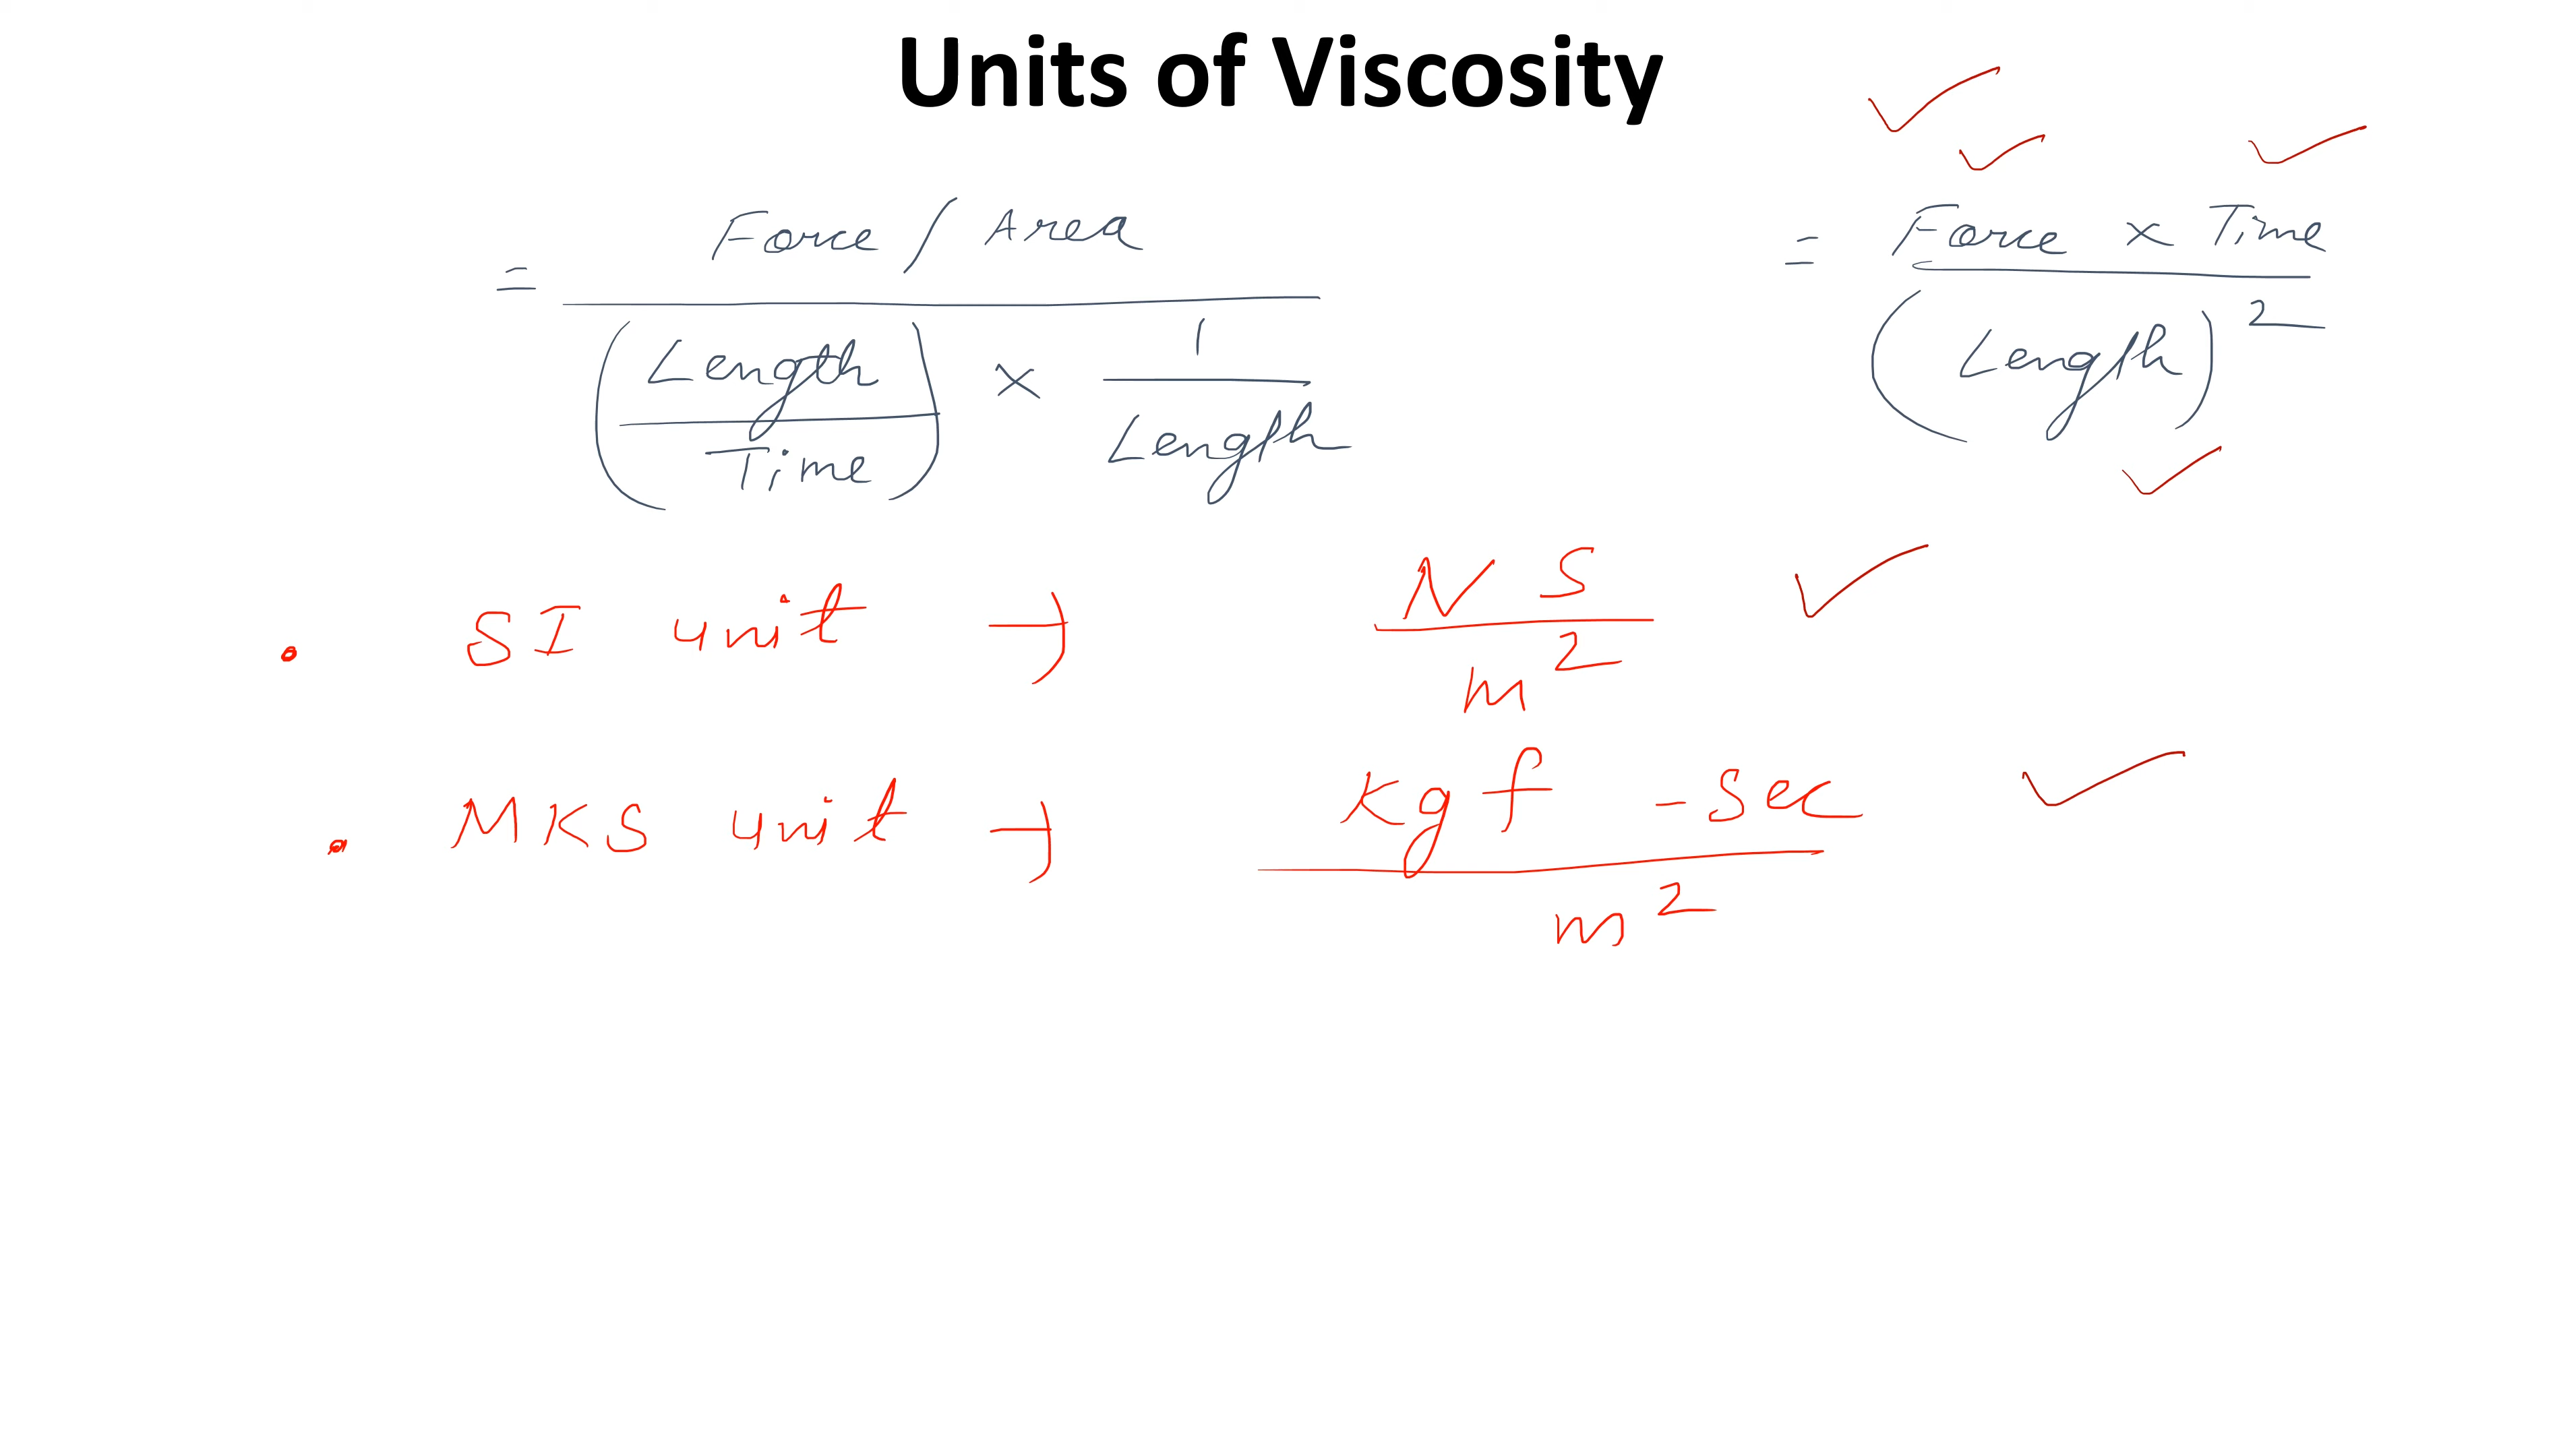 Units of Viscosity
= Force / Area
(Length / Time) × 1 / Length
= Force × Time
(Length)²
• SI unit → N S / m²
• MKS unit → Kgf - Sec / m²